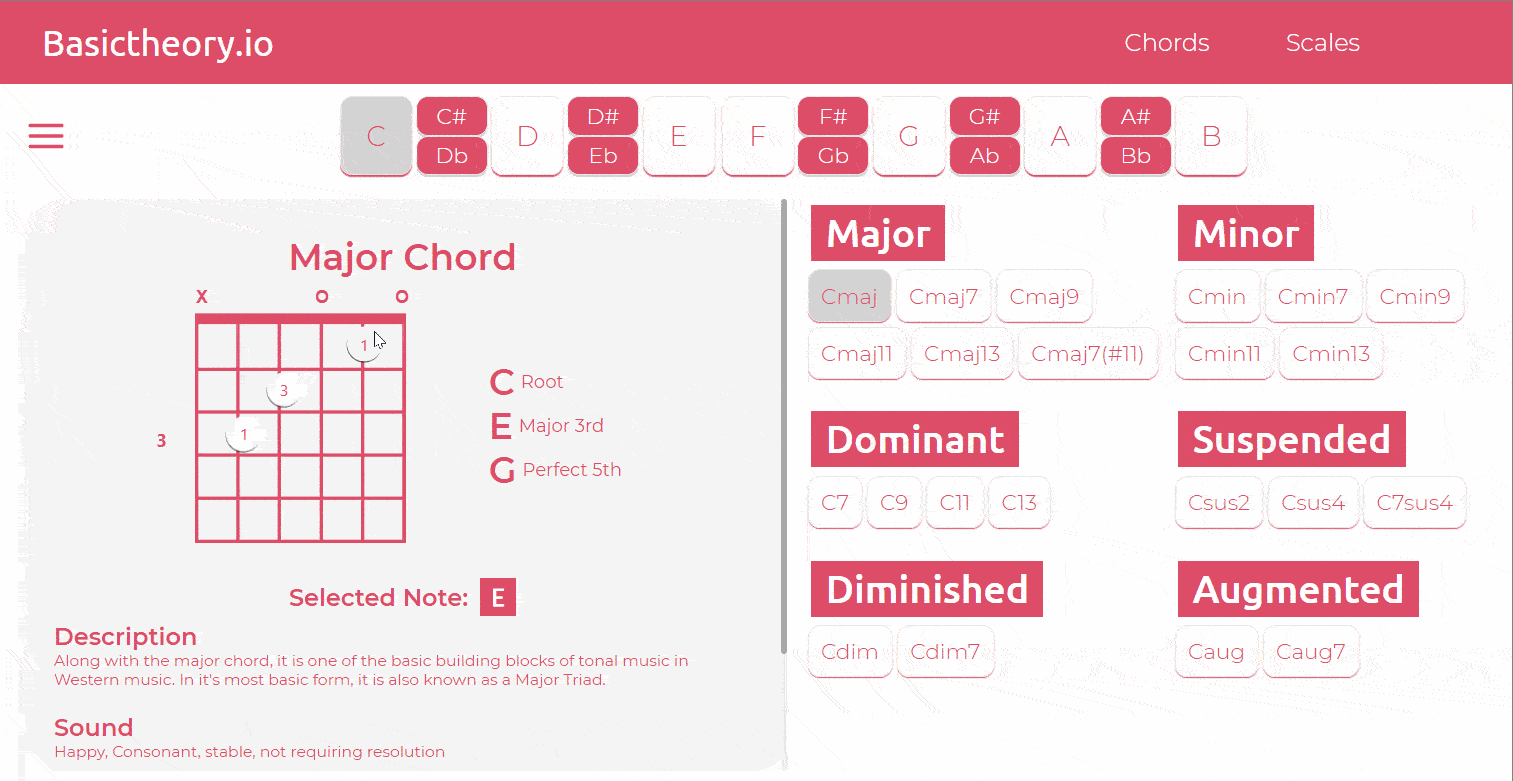 Basictheory.io
Chords Scales
C C# Db D D# Eb E F F# Gb G G# Ab A A# Bb B
Major Chord
X O O
1
3
3 1
C Root
E Major 3rd
G Perfect 5th
Selected Note: E
Description
Along with the major chord, it is one of the basic building blocks of tonal music in
Western music. In it's most basic form, it is also known as a Major Triad.
Sound
Happy, Consonant, stable, not requiring resolution
Major
Cmaj Cmaj7 Cmaj9
Cmaj11 Cmaj13 Cmaj7(#11)
Minor
Cmin Cmin7 Cmin9
Cmin11 Cmin13
Dominant
C7 C9 C11 C13
Suspended
Csus2 Csus4 C7sus4
Diminished
Cdim Cdim7
Augmented
Caug Caug7